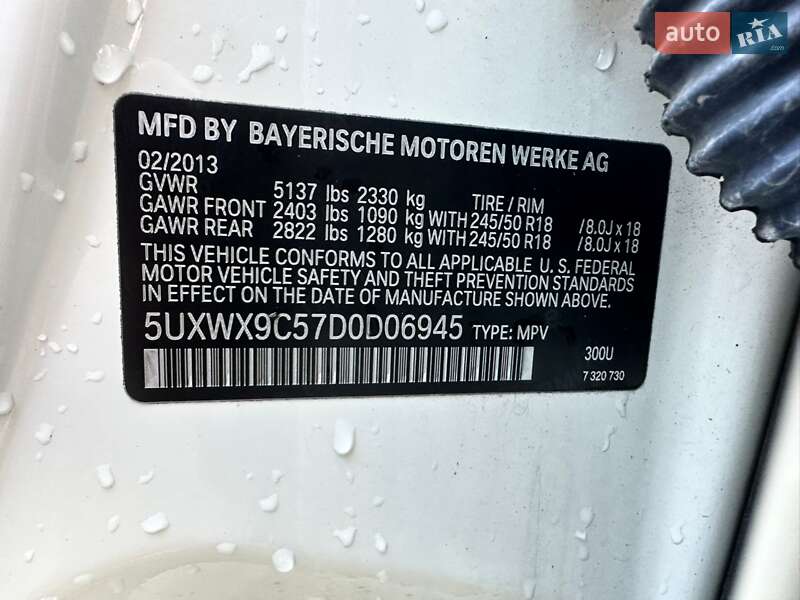 auto RIA .com
MFD BY BAYERISCHE MOTOREN WERKE AG
02/2013
GVWR 5137 lbs 2330 kg TIRE / RIM
GAWR FRONT 2403 lbs 1090 kg WITH 245/50 R18 / 8.0J x 18
GAWR REAR 2822 lbs 1280 kg WITH 245/50 R18 / 8.0J x 18
THIS VEHICLE CONFORMS TO ALL APPLICABLE U. S. FEDERAL
MOTOR VEHICLE SAFETY AND THEFT PREVENTION STANDARDS
IN EFFECT ON THE DATE OF MANUFACTURE SHOWN ABOVE.
5UXWX9C57D0D06945 TYPE: MPV
300U
7 320 730